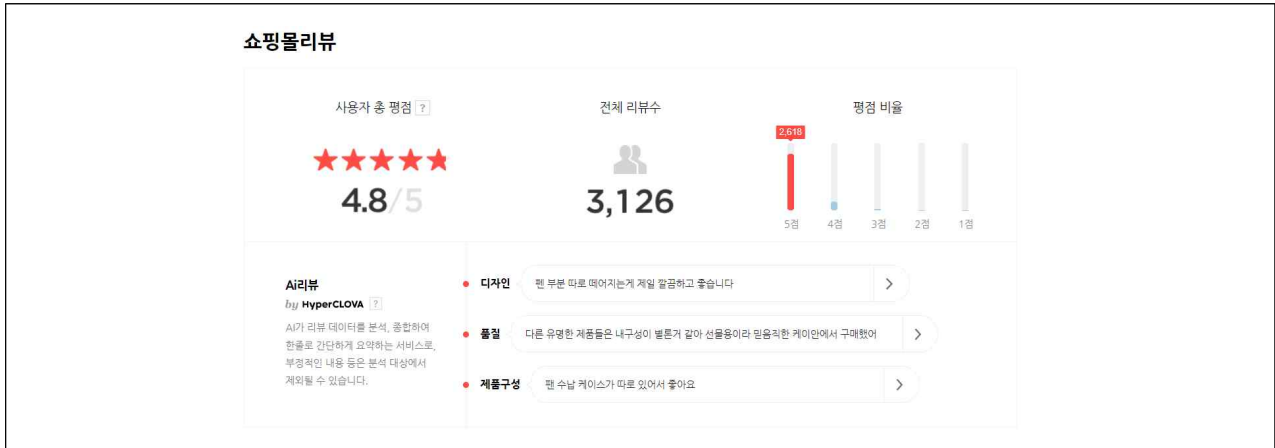 쇼핑몰리뷰
사용자 총 평점 ?
4.8/5
전체 리뷰수
3,126
평점 비율
2,618
5점 4점 3점 2점 1점
Ai리뷰
by HyperCLOVA ?
AI가 리뷰 데이터를 분석, 종합하여
한줄로 간단하게 요약하는 서비스로,
부정적인 내용 등은 분석 대상에서
제외될 수 있습니다.
디자인 펜 부분 따로 떼어지는게 제일 깔끔하고 좋습니다
품질 다른 유명한 제품들은 내구성이 별론거 같아 선물용이라 믿음직한 케이안에서 구매했어
제품구성 팬 수납 케이스가 따로 있어서 좋아요